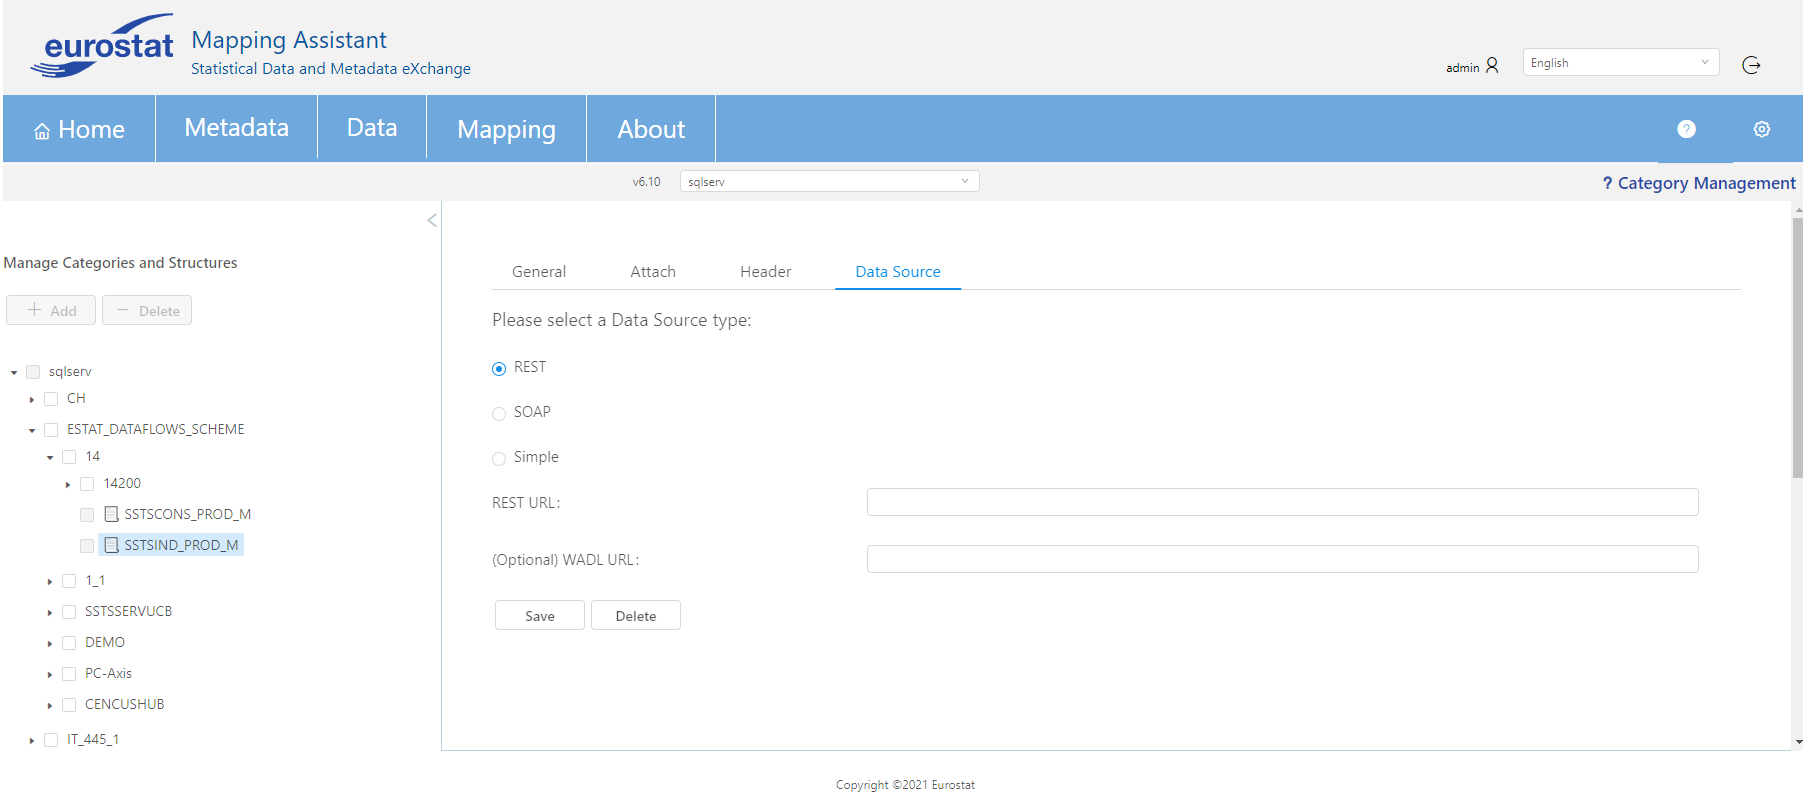 eurostat
Mapping Assistant
Statistical Data and Metadata eXchange
admin
English
Home
Metadata
Data
Mapping
About
?
v6.10
sqlserv
? Category Management
Manage Categories and Structures
+ Add
− Delete
sqlserv
CH
ESTAT_DATAFLOWS_SCHEME
14
14200
SSTSCONS_PROD_M
SSTSIND_PROD_M
1_1
SSTSSERVUCB
DEMO
PC-Axis
CENCUSHUB
IT_445_1
General
Attach
Header
Data Source
Please select a Data Source type:
REST
SOAP
Simple
REST URL:
(Optional) WADL URL:
Save
Delete
Copyright ©2021 Eurostat